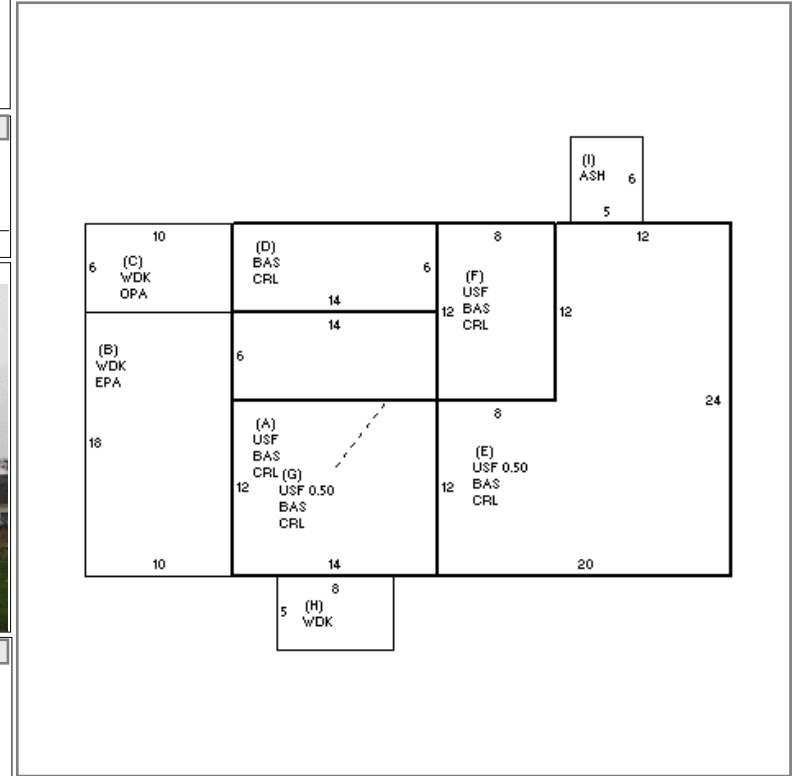 (I)
ASH 6
5
10
8
12
6
(C)
WDK
OPA
(D)
BAS
CRL
6
14
(F)
USF
BAS
CRL
12
12
14
6
(B)
WDK
EPA
18
10
24
8
(A)
USF
BAS
CRL
12
(G)
USF 0.50
BAS
CRL
14
(E)
USF 0.50
BAS
CRL
12
20
8
5
(H)
WDK